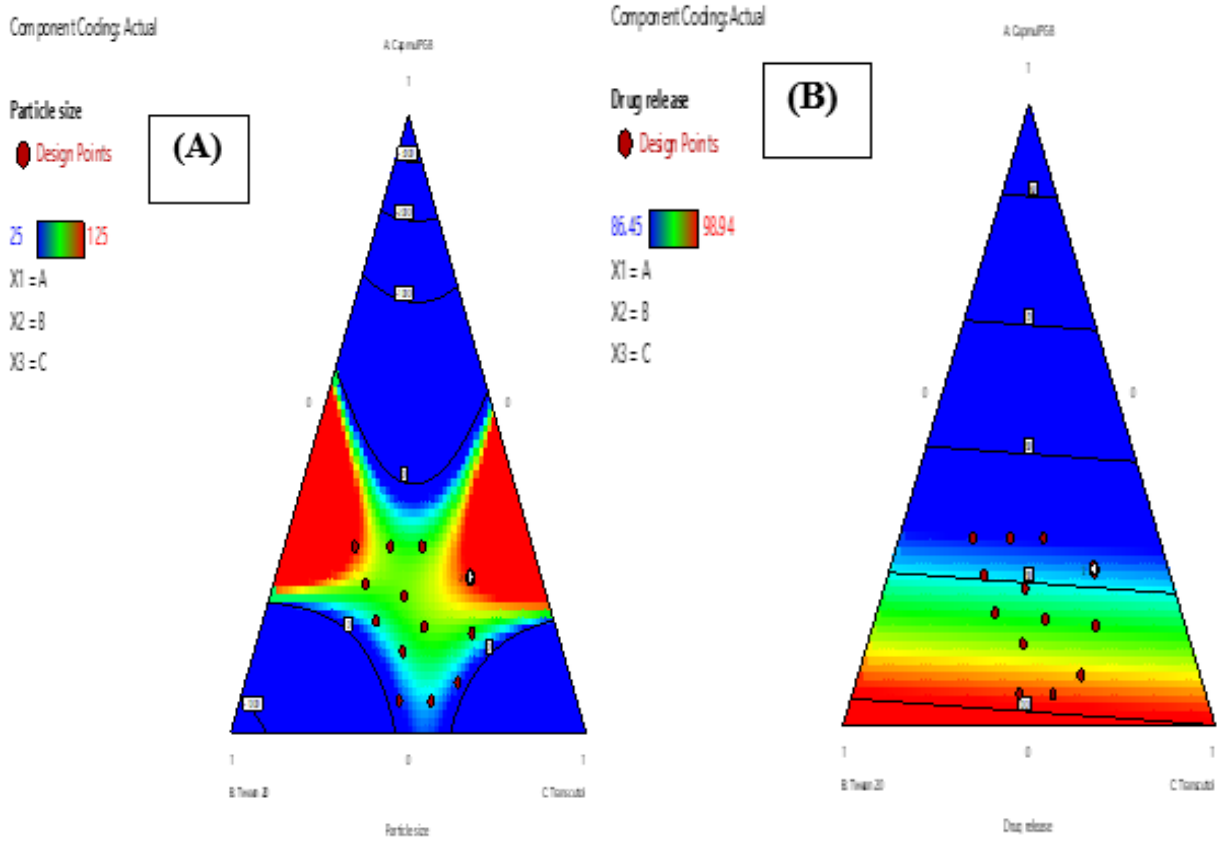 Component Coding: Actual
Particle size
Design Points
25
125
X1 = A
X2 = B
X3 = C
(A)
A: Capmul PG8
1
0
0
1
0
1
B: Tween 20
C: Transcutol
Particle size
Component Coding: Actual
Drug release
Design Points
86.45
98.94
X1 = A
X2 = B
X3 = C
(B)
A: Capmul PG8
1
0
0
1
0
1
B: Tween 20
C: Transcutol
Drug release